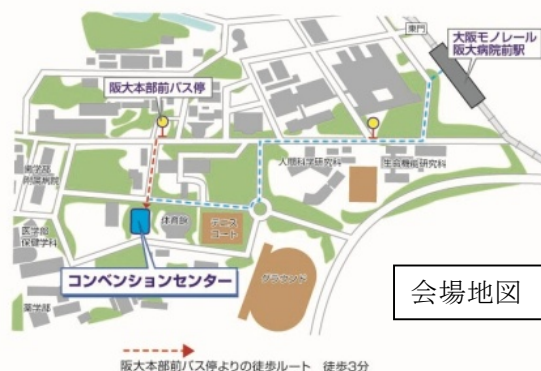 東門
大阪モノレール
阪大病院前駅
阪大本部前バス停
人間科学研究科
生命機能研究科
歯学部
附属病院
医学部
保健学科
体育館
テニス
コート
コンベンションセンター
グラウンド
薬学部
会場地図
阪大本部前バス停よりの徒歩ルート 徒歩3分